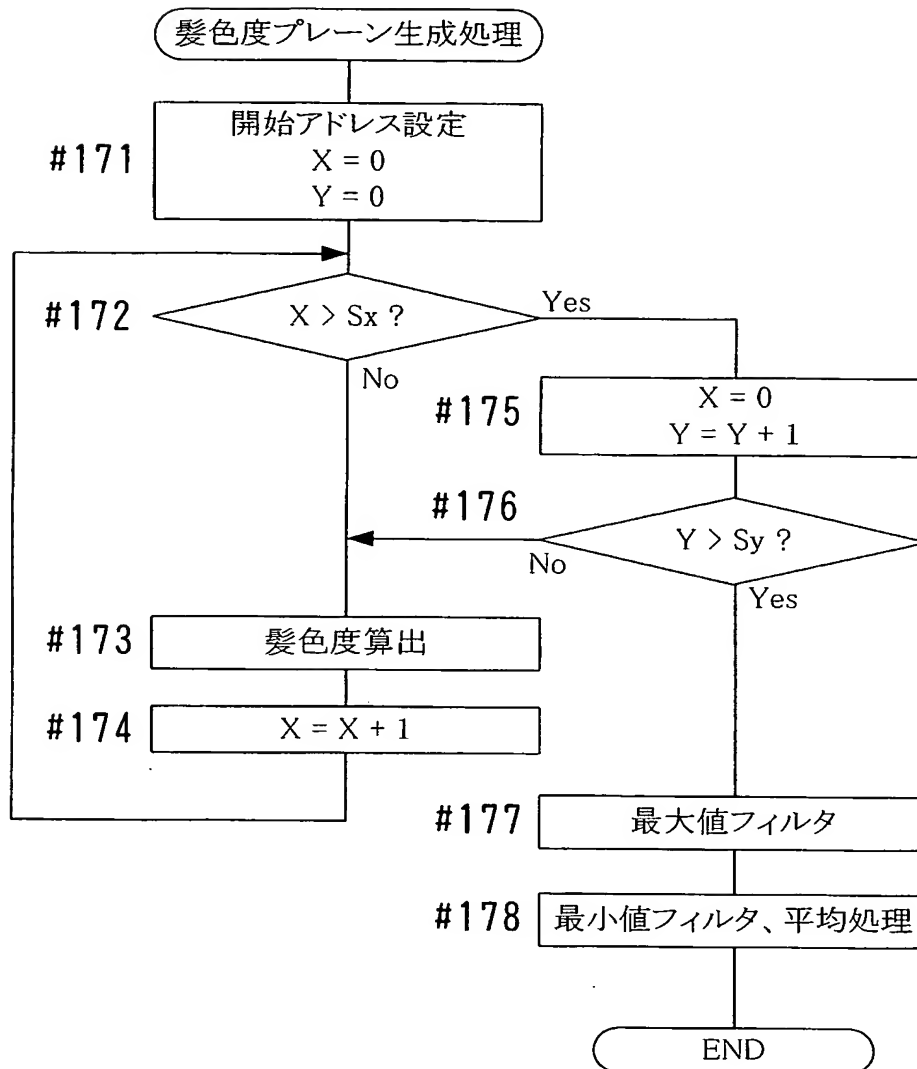 髪色度プレーン生成処理
#171
開始アドレス設定
X = 0
Y = 0
#172
X > Sx ?
Yes
No
#175
X = 0
Y = Y + 1
#176
Y > Sy ?
No
Yes
#173
髪色度算出
#174
X = X + 1
#177
最大値フィルタ
#178
最小値フィルタ、平均処理
END